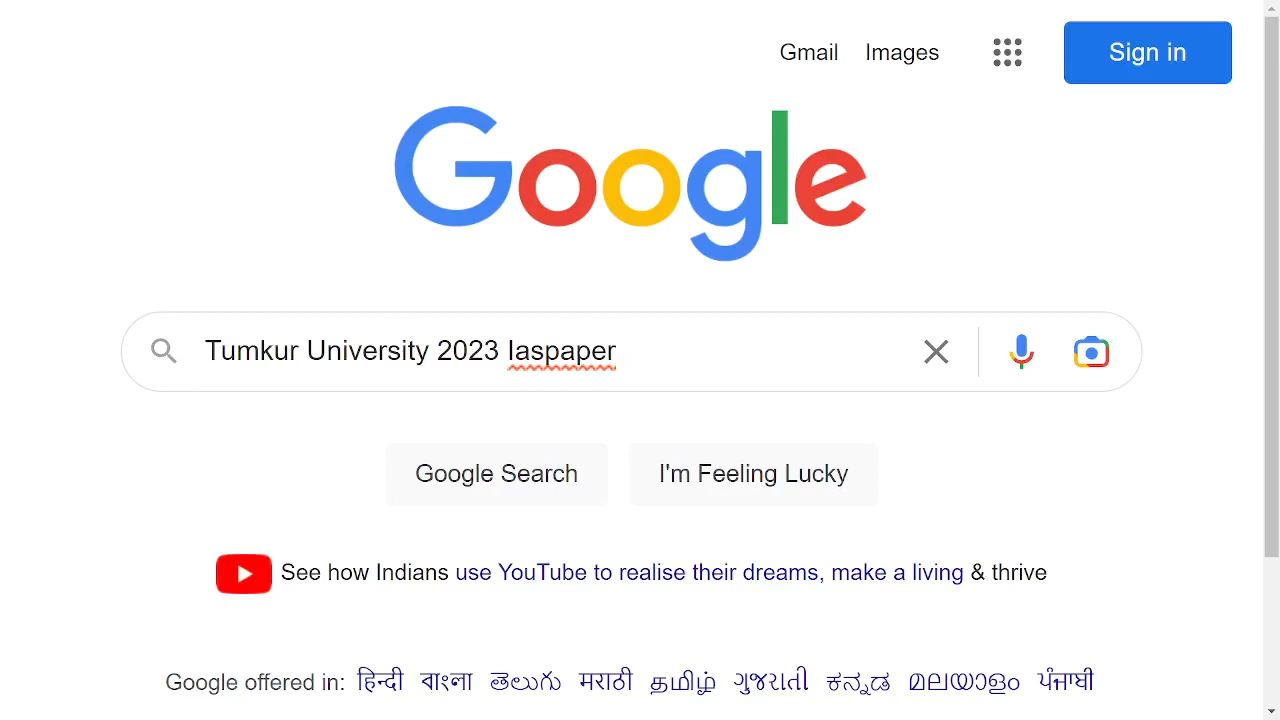 Gmail Images Sign in
Google
Tumkur University 2023 Iaspaper
Google Search I'm Feeling Lucky
See how Indians use YouTube to realise their dreams, make a living & thrive
Google offered in: हिन्दी বাংলা తెలుగు मराठी தமிழ் ગુજરાતી ಕನ್ನಡ മലയാളം ਪੰਜਾਬੀ